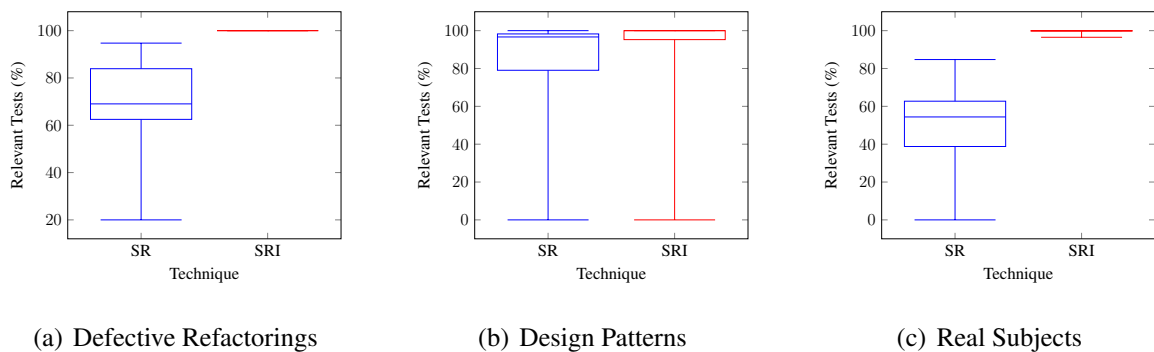 100
80
60
40
20
Relevant Tests (%)
SR
SRI
Technique
(a) Defective Refactorings
100
80
60
40
20
0
Relevant Tests (%)
SR
SRI
Technique
(b) Design Patterns
100
80
60
40
20
0
Relevant Tests (%)
SR
SRI
Technique
(c) Real Subjects